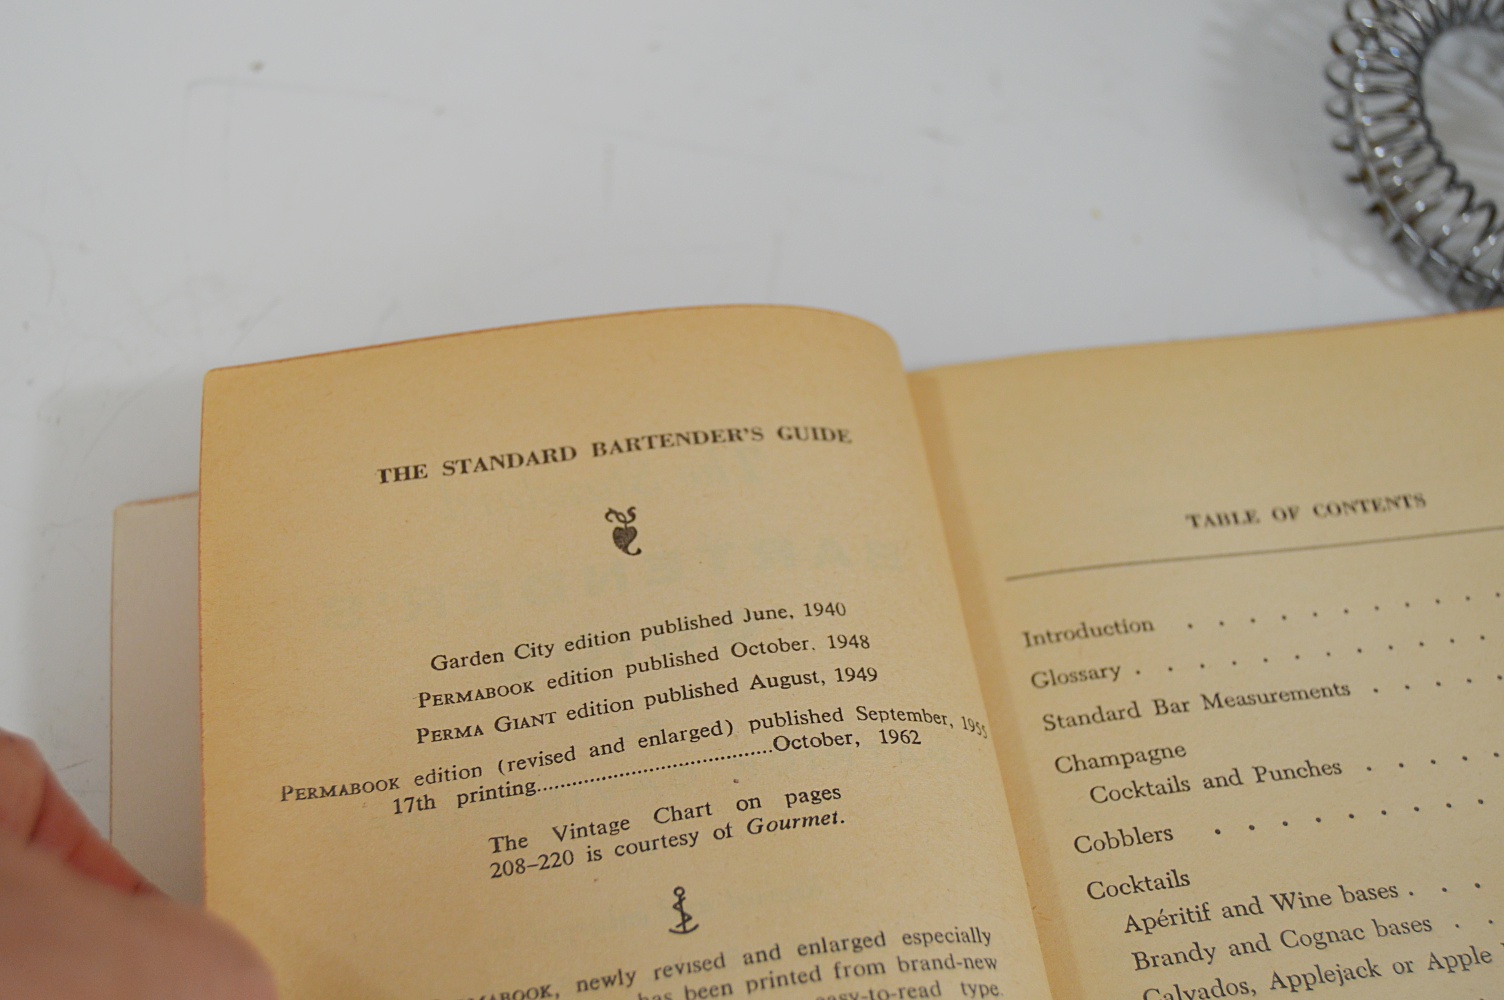 THE STANDARD BARTENDER'S GUIDE
Garden City edition published June, 1940
PERMABOOK edition published October, 1948
PERMA GIANT edition published August, 1949
PERMABOOK edition (revised and enlarged) published September, 1955
17th printing........................................October, 1962
The Vintage Chart on pages
208–220 is courtesy of Gourmet.
newly revised and enlarged especially
has been printed from brand-new
type.
TABLE OF CONTENTS
Introduction . . . . . . . . . .
Glossary . . . . . . . . . . . .
Standard Bar Measurements . . . . .
Champagne
Cocktails and Punches . . . . .
Cobblers . . . . . . . . .
Cocktails
Apéritif and Wine bases . . .
Brandy and Cognac bases . .
Calvados, Applejack or Apple